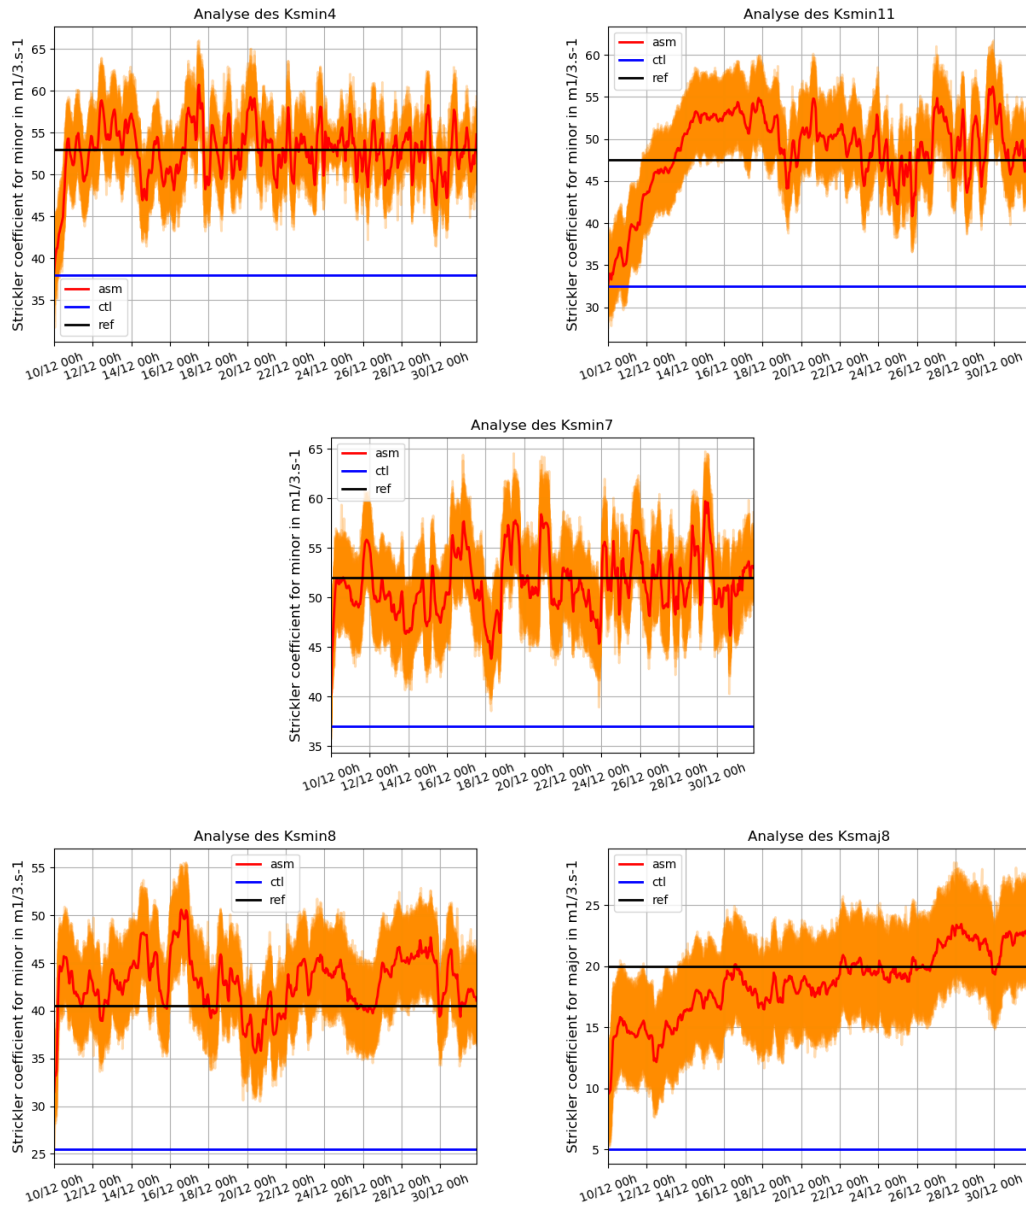 Analyse des Ksmin4
Strickler coefficient for minor in m1/3.s-1
65
60
55
50
45
40
35
asm
ctl
ref
10/12 00h
12/12 00h
14/12 00h
16/12 00h
18/12 00h
20/12 00h
22/12 00h
24/12 00h
26/12 00h
28/12 00h
30/12 00h
Analyse des Ksmin11
Strickler coefficient for minor in m1/3.s-1
60
55
50
45
40
35
30
asm
ctl
ref
10/12 00h
12/12 00h
14/12 00h
16/12 00h
18/12 00h
20/12 00h
22/12 00h
24/12 00h
26/12 00h
28/12 00h
30/12 00h
Analyse des Ksmin7
Strickler coefficient for minor in m1/3.s-1
65
60
55
50
45
40
35
asm
ctl
ref
10/12 00h
12/12 00h
14/12 00h
16/12 00h
18/12 00h
20/12 00h
22/12 00h
24/12 00h
26/12 00h
28/12 00h
30/12 00h
Analyse des Ksmin8
Strickler coefficient for minor in m1/3.s-1
55
50
45
40
35
30
25
asm
ctl
ref
10/12 00h
12/12 00h
14/12 00h
16/12 00h
18/12 00h
20/12 00h
22/12 00h
24/12 00h
26/12 00h
28/12 00h
30/12 00h
Analyse des Ksmaj8
Strickler coefficient for major in m1/3.s-1
25
20
15
10
5
asm
ctl
ref
10/12 00h
12/12 00h
14/12 00h
16/12 00h
18/12 00h
20/12 00h
22/12 00h
24/12 00h
26/12 00h
28/12 00h
30/12 00h